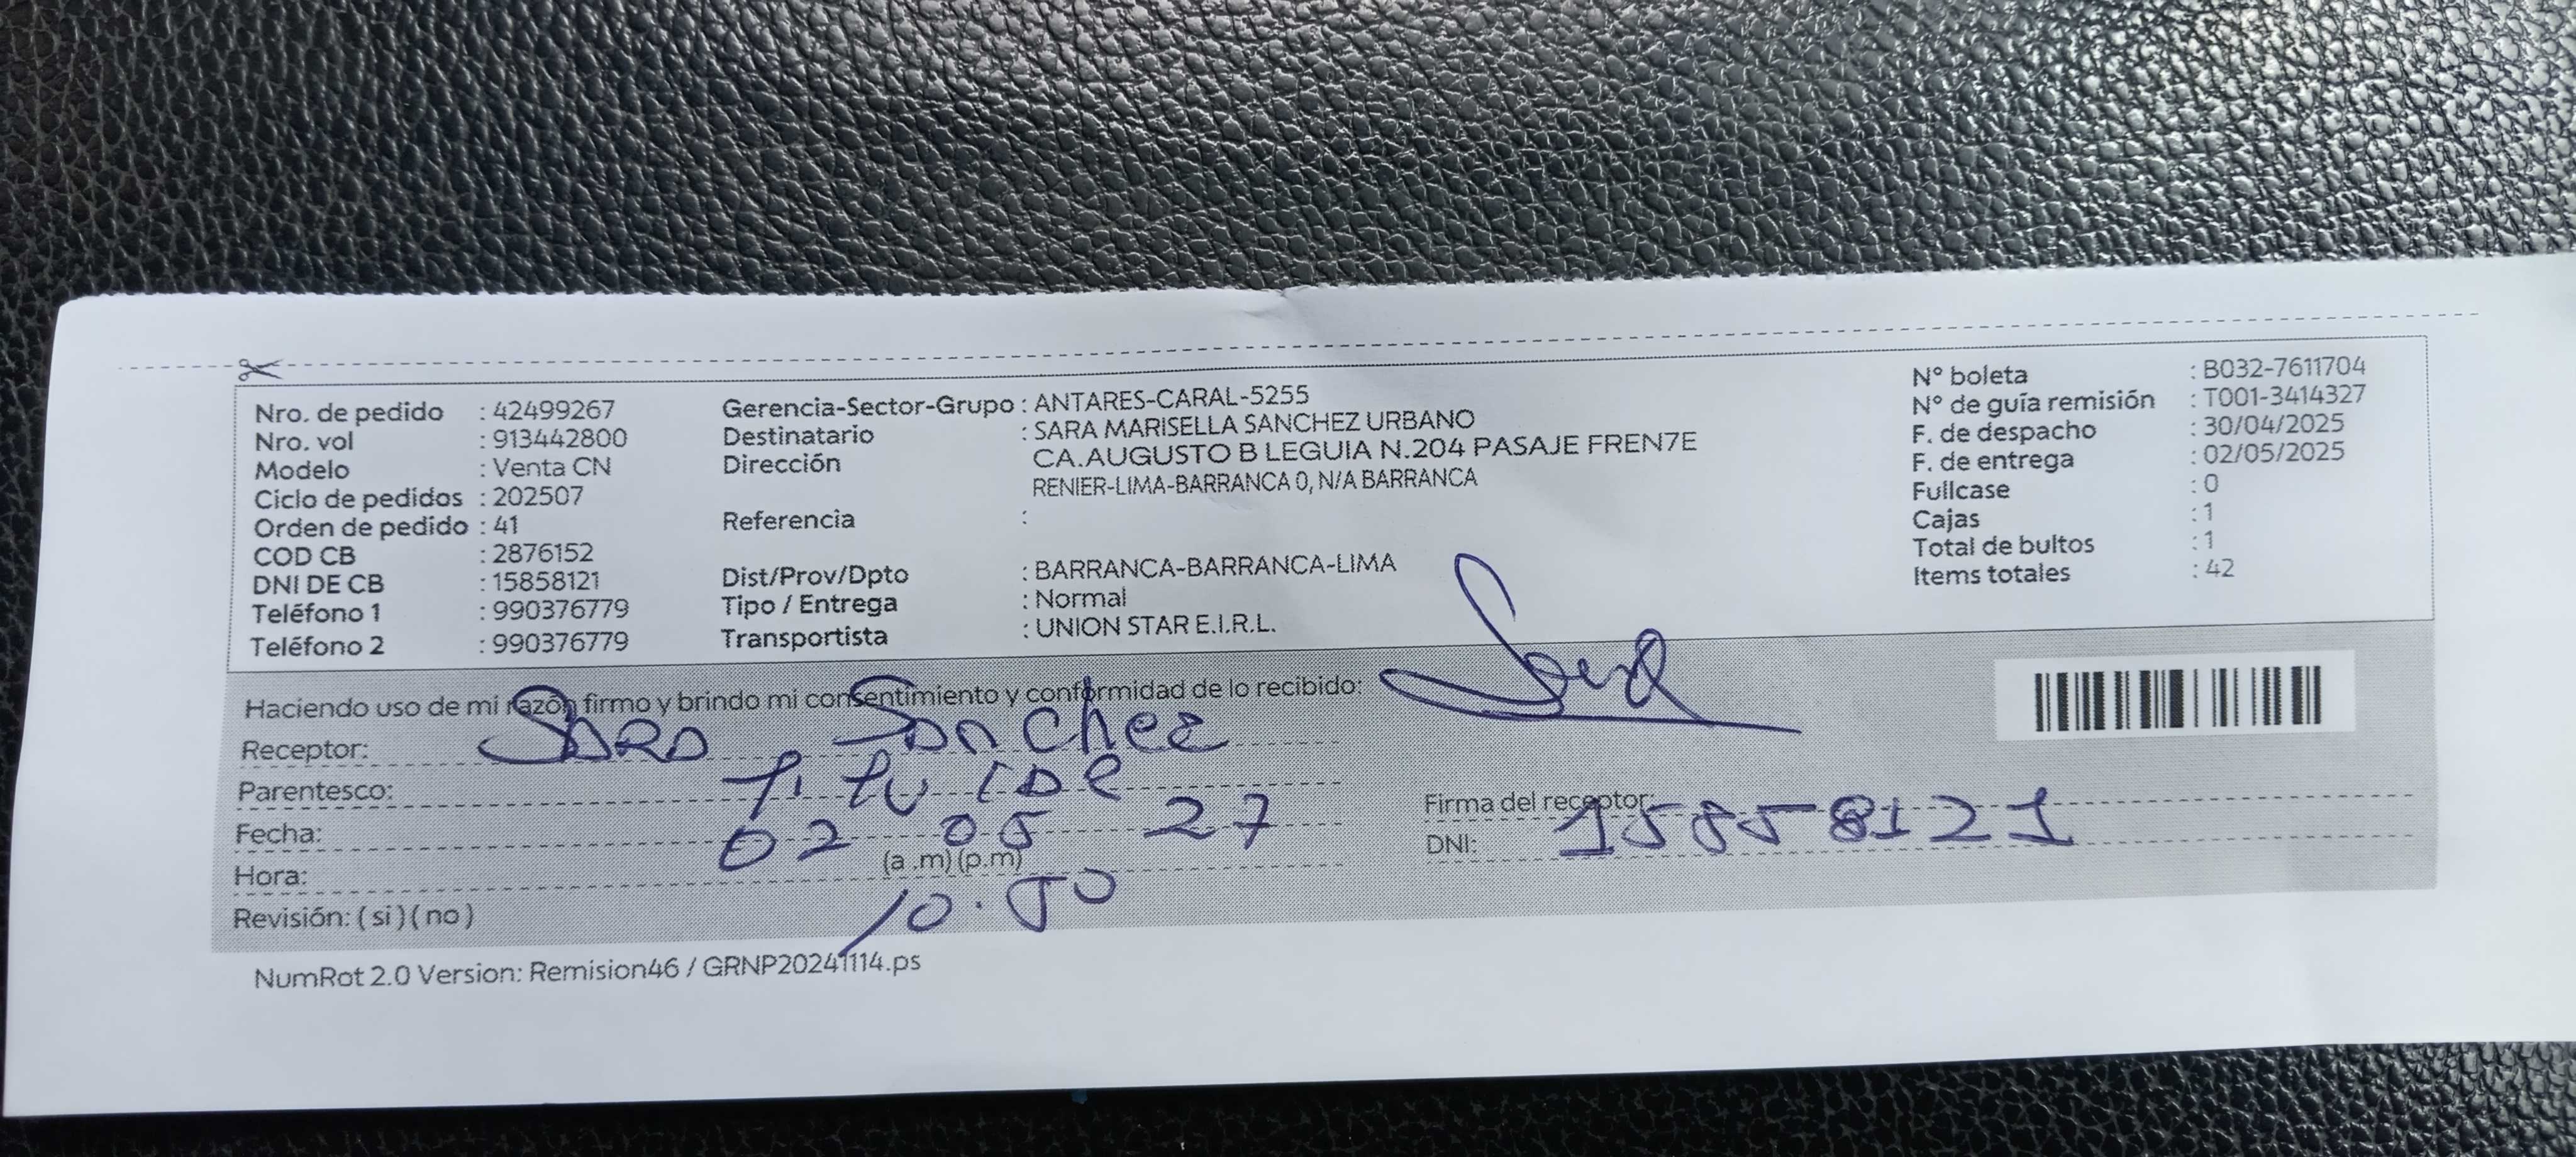 Nro. de pedido : 42499267
Nro. vol : 913442800
Modelo : Venta CN
Ciclo de pedidos : 202507
Orden de pedido : 41
COD CB : 2876152
DNI DE CB : 15858121
Teléfono 1 : 990376779
Teléfono 2 : 990376779
Gerencia-Sector-Grupo : ANTARES-CARAL-5255
Destinatario : SARA MARISELLA SANCHEZ URBANO
Dirección CA.AUGUSTO B LEGUIA N.204 PASAJE FREN7E
RENIER-LIMA-BARRANCA 0, N/A BARRANCA
Referencia :
Dist/Prov/Dpto : BARRANCA-BARRANCA-LIMA
Tipo / Entrega : Normal
Transportista : UNION STAR E.I.R.L.
N° boleta : B032-7611704
N° de guía remisión : T001-3414327
F. de despacho : 30/04/2025
F. de entrega : 02/05/2025
Fullcase : 0
Cajas : 1
Total de bultos : 1
Items totales : 42
Haciendo uso de mi razón firmo y brindo mi consentimiento y conformidad de lo recibido:
Receptor: SARA Sanchez
Parentesco: Titular
Fecha: 02 05 27
Hora: (a .m) (p.m)
10.50
Revisión: ( si ) ( no )
Sara
Firma del receptor:
DNI: 15858121
NumRot 2.0 Version: Remision46 / GRNP20241114.ps